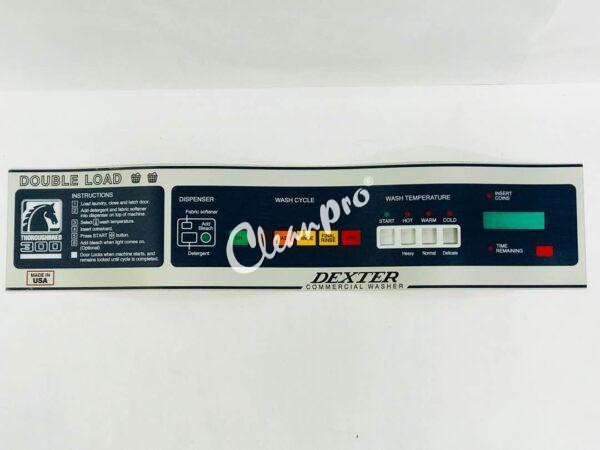 DOUBLE LOAD
THOROUGHBRED
300
INSTRUCTIONS
1 Load laundry, close and latch door.
2 Add detergent and fabric softener
into dispenser on top of machine.
3 Select wash temperature.
4 Insert coins/card.
5 Press START button.
6 Add bleach when light comes on.
(Optional)
Door Locks when machine starts, and
remains locked until cycle is completed.
MADE IN
USA
DISPENSER
Fabric softener
Add
Bleach
Detergent
WASH CYCLE
FINAL
RINSE
Cleanpro
WASH TEMPERATURE
START HOT WARM COLD
Heavy Normal Delicate
INSERT
COINS
TIME
REMAINING
DEXTER
COMMERCIAL WASHER